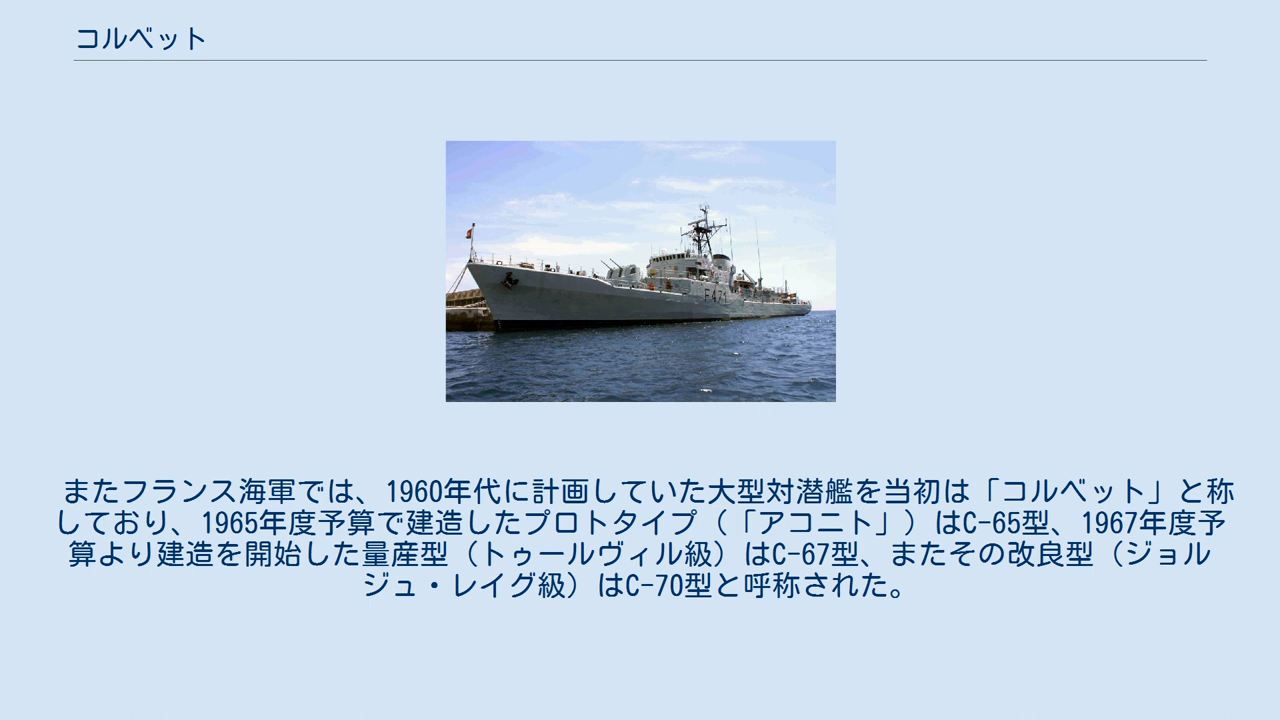 コルベット
F471
またフランス海軍では、1960年代に計画していた大型対潜艦を当初は「コルベット」と称
しており、1965年度予算で建造したプロトタイプ（「アコニト」）はC-65型、1967年度予
算より建造を開始した量産型（トゥールヴィル級）はC-67型、またその改良型（ジョル
ジュ・レイグ級）はC-70型と呼称された。